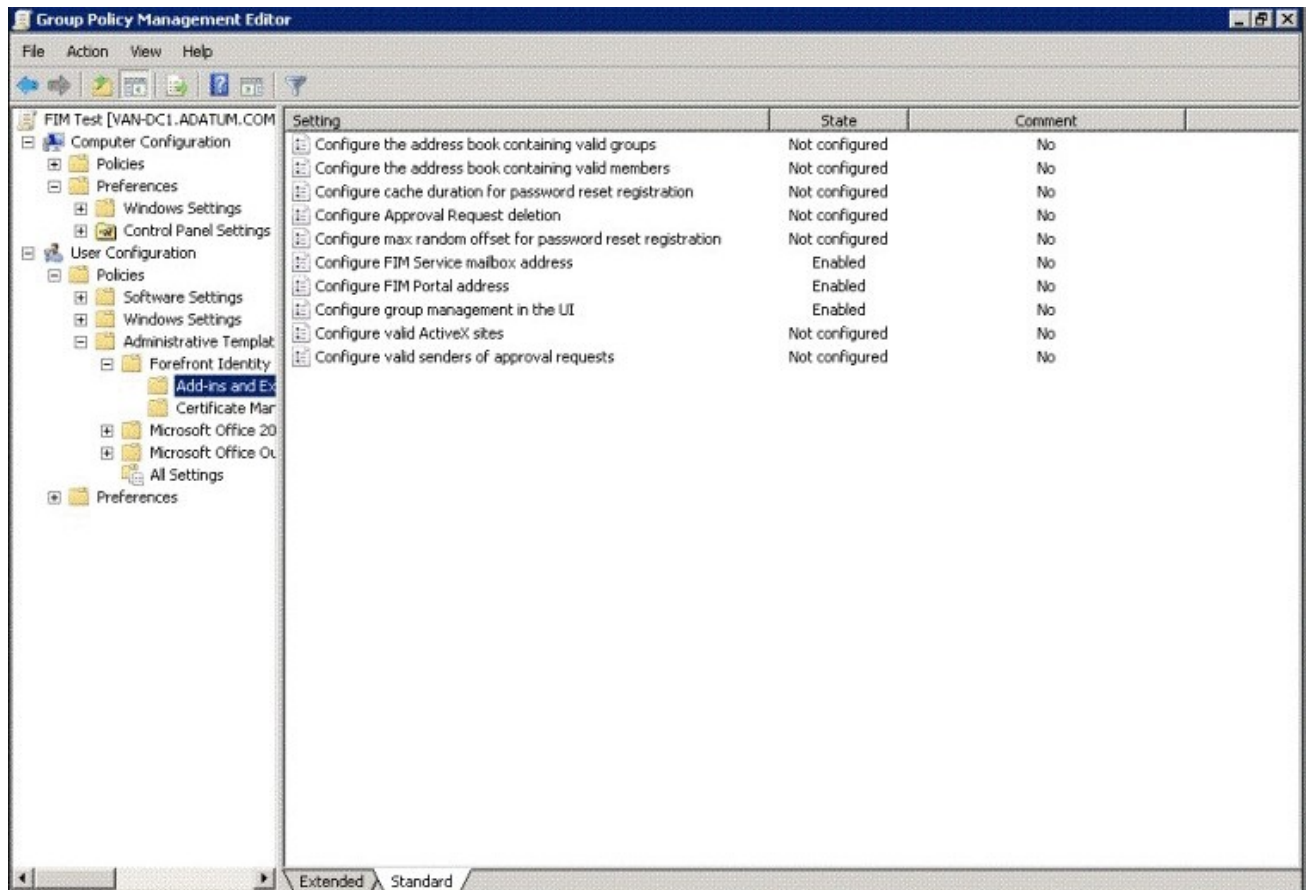 Group Policy Management Editor
File Action View Help
FIM Test [VAN-DC1.ADATUM.COM
Computer Configuration
Policies
Preferences
Windows Settings
Control Panel Settings
User Configuration
Policies
Software Settings
Windows Settings
Administrative Templat
Forefront Identity
Add-ins and Ex
Certificate Mar
Microsoft Office 20
Microsoft Office Ou
All Settings
Preferences
Setting State Comment
Configure the address book containing valid groups Not configured No
Configure the address book containing valid members Not configured No
Configure cache duration for password reset registration Not configured No
Configure Approval Request deletion Not configured No
Configure max random offset for password reset registration Not configured No
Configure FIM Service mailbox address Enabled No
Configure FIM Portal address Enabled No
Configure group management in the UI Enabled No
Configure valid ActiveX sites Not configured No
Configure valid senders of approval requests Not configured No
Extended Standard